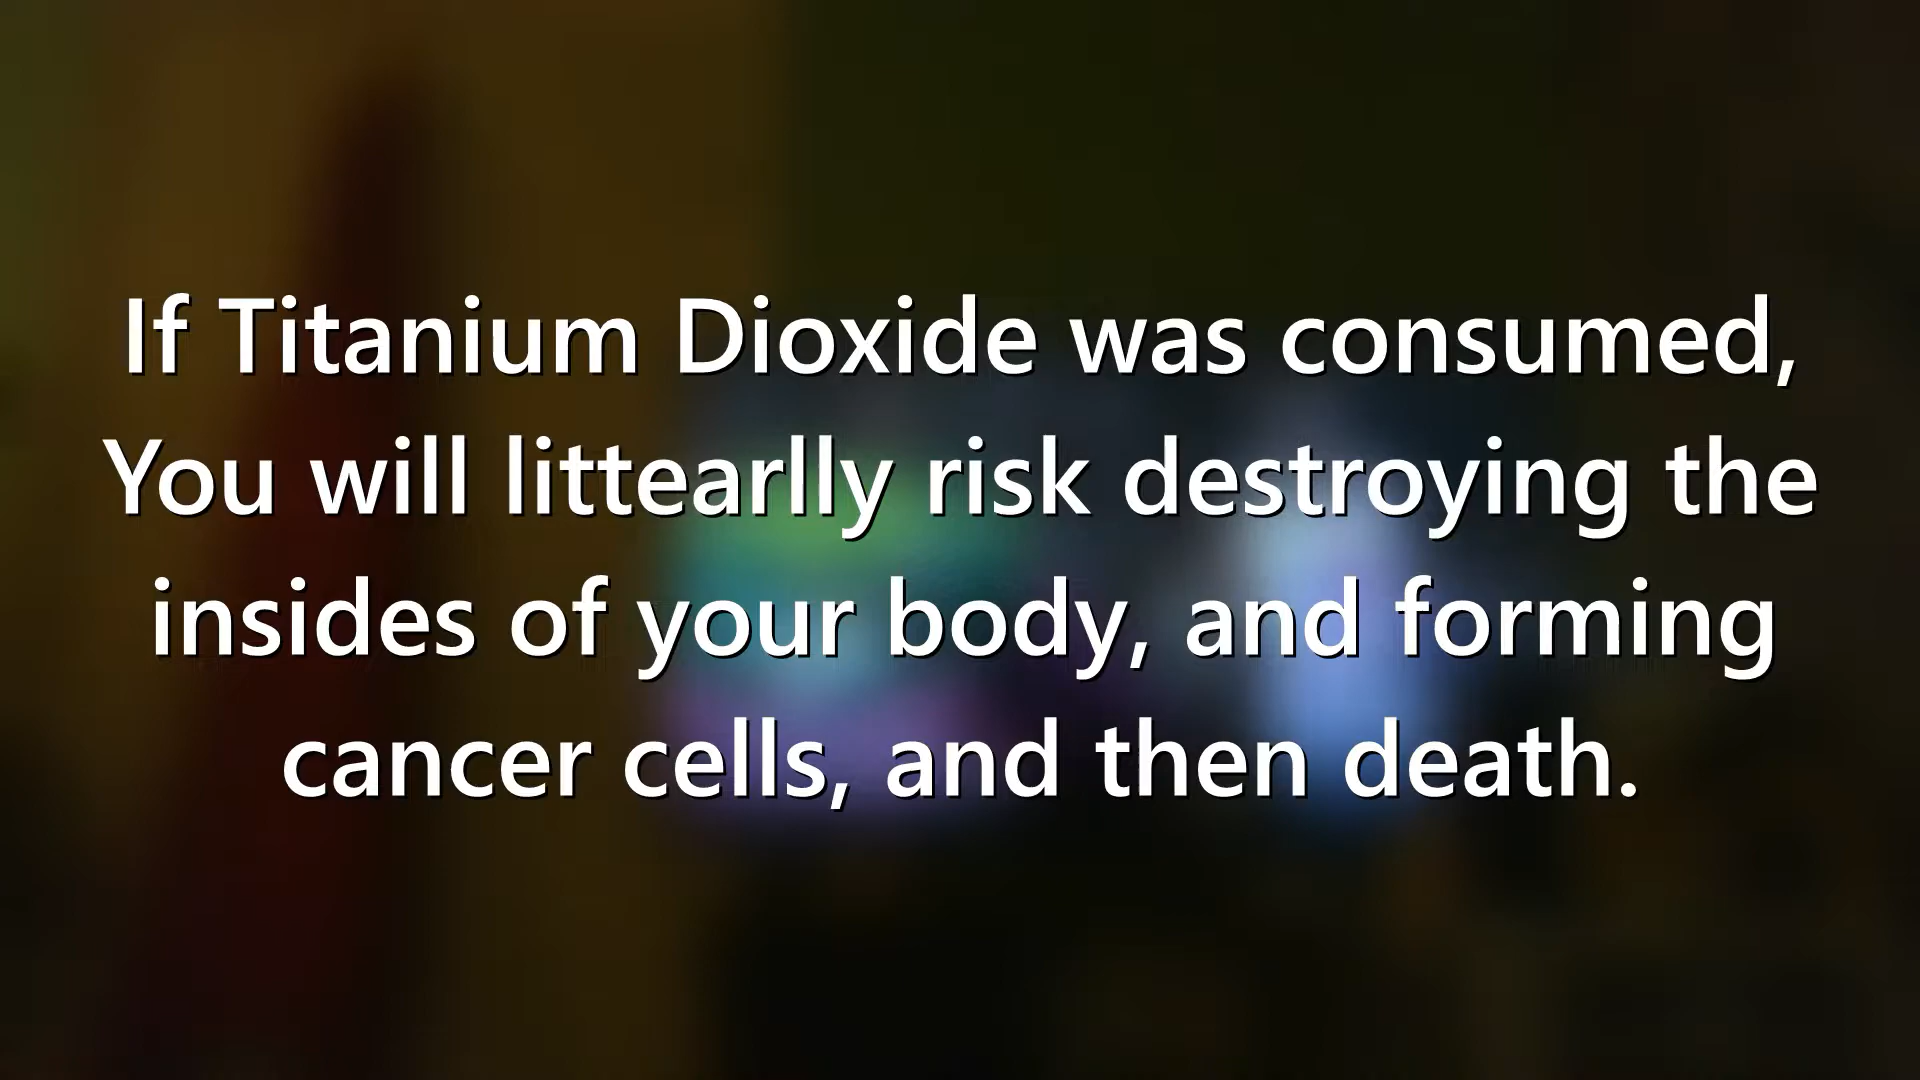 If Titanium Dioxide was consumed,
You will littearlly risk destroying the
insides of your body, and forming
cancer cells, and then death.